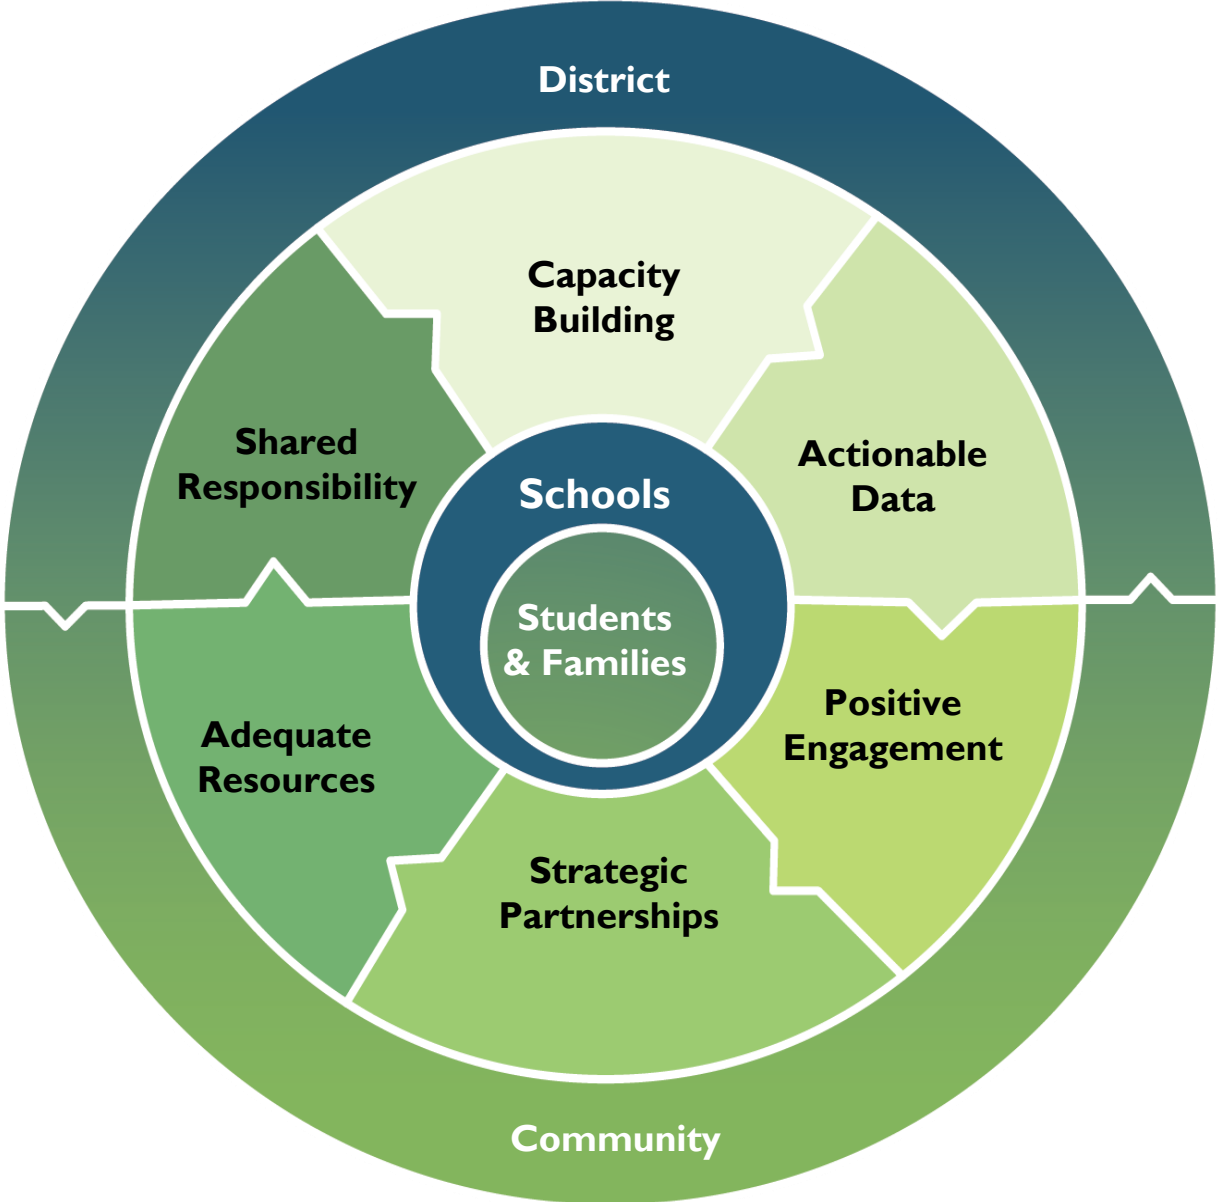 District
Capacity
Building
Shared
Responsibility
Actionable
Data
Schools
Students
& Families
Positive
Engagement
Adequate
Resources
Strategic
Partnerships
Community